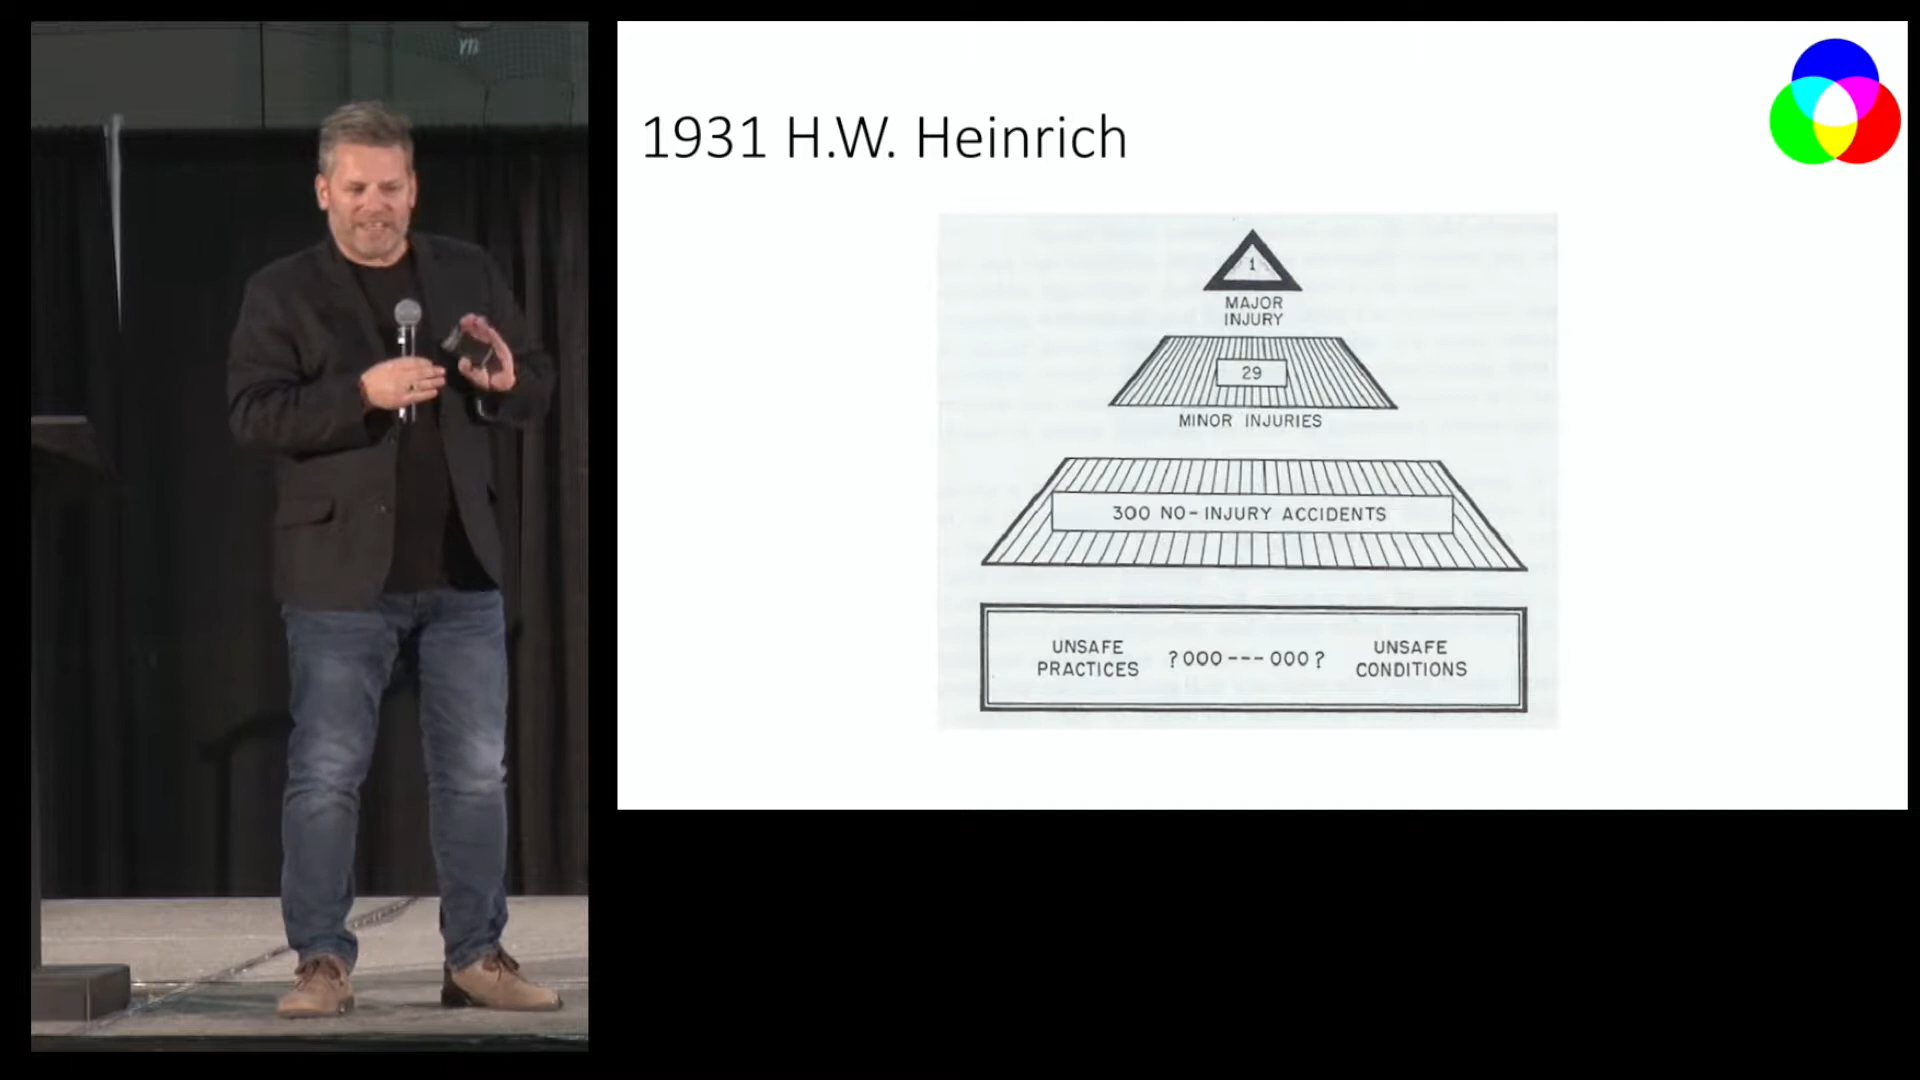 1931 H.W. Heinrich
1
MAJOR
INJURY
29
MINOR INJURIES
300 NO-INJURY ACCIDENTS
UNSAFE
PRACTICES
?000---000?
UNSAFE
CONDITIONS